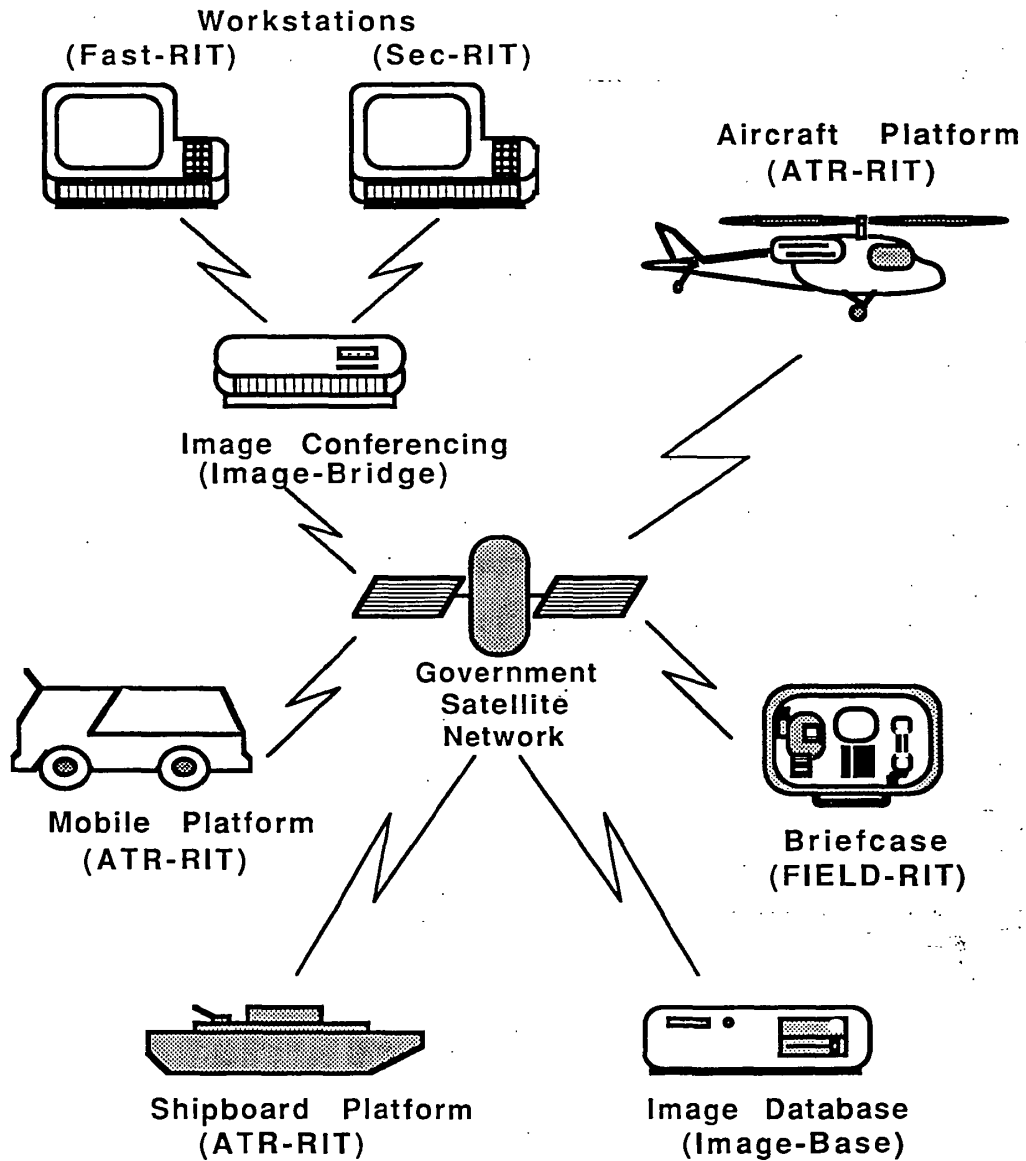 Workstations
(Fast-RIT) (Sec-RIT)
Aircraft Platform
(ATR-RIT)
Image Conferencing
(Image-Bridge)
Government
Satellite
Network
Mobile Platform
(ATR-RIT)
Briefcase
(FIELD-RIT)
Shipboard Platform
(ATR-RIT)
Image Database
(Image-Base)